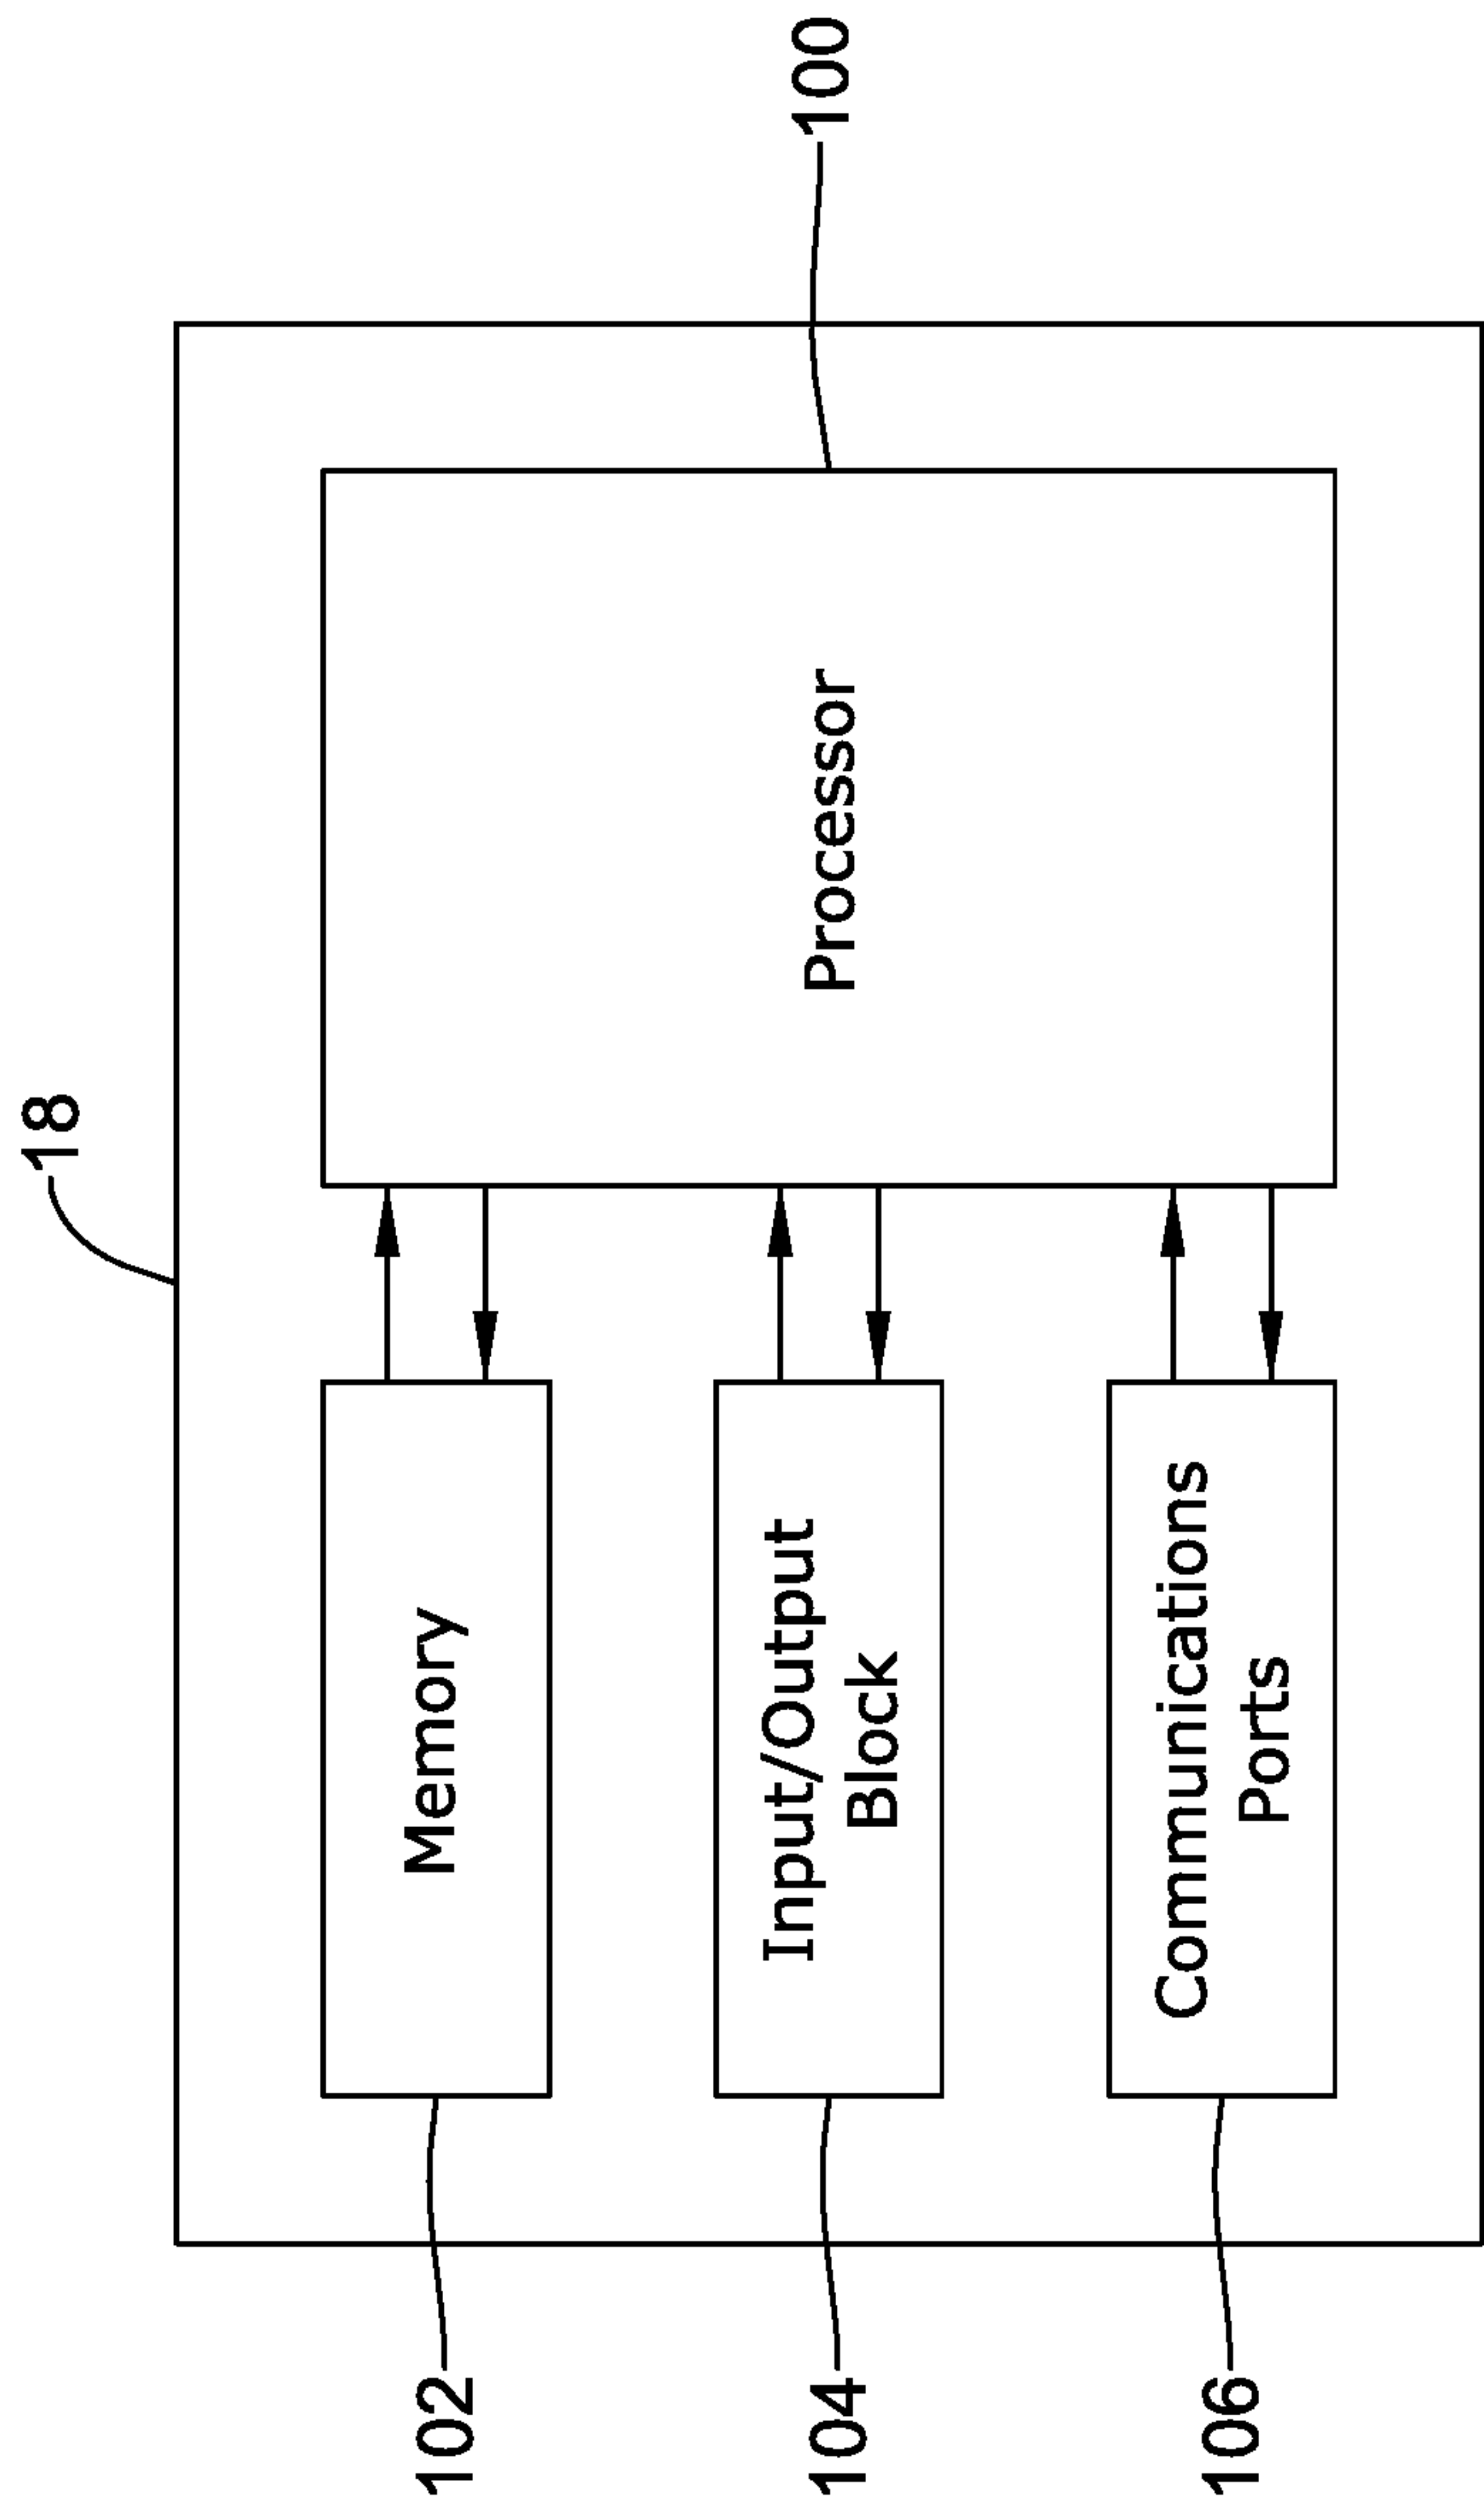 18
102
Memory
104
Input/Output
Block
Processor
100
106
Communications
Ports